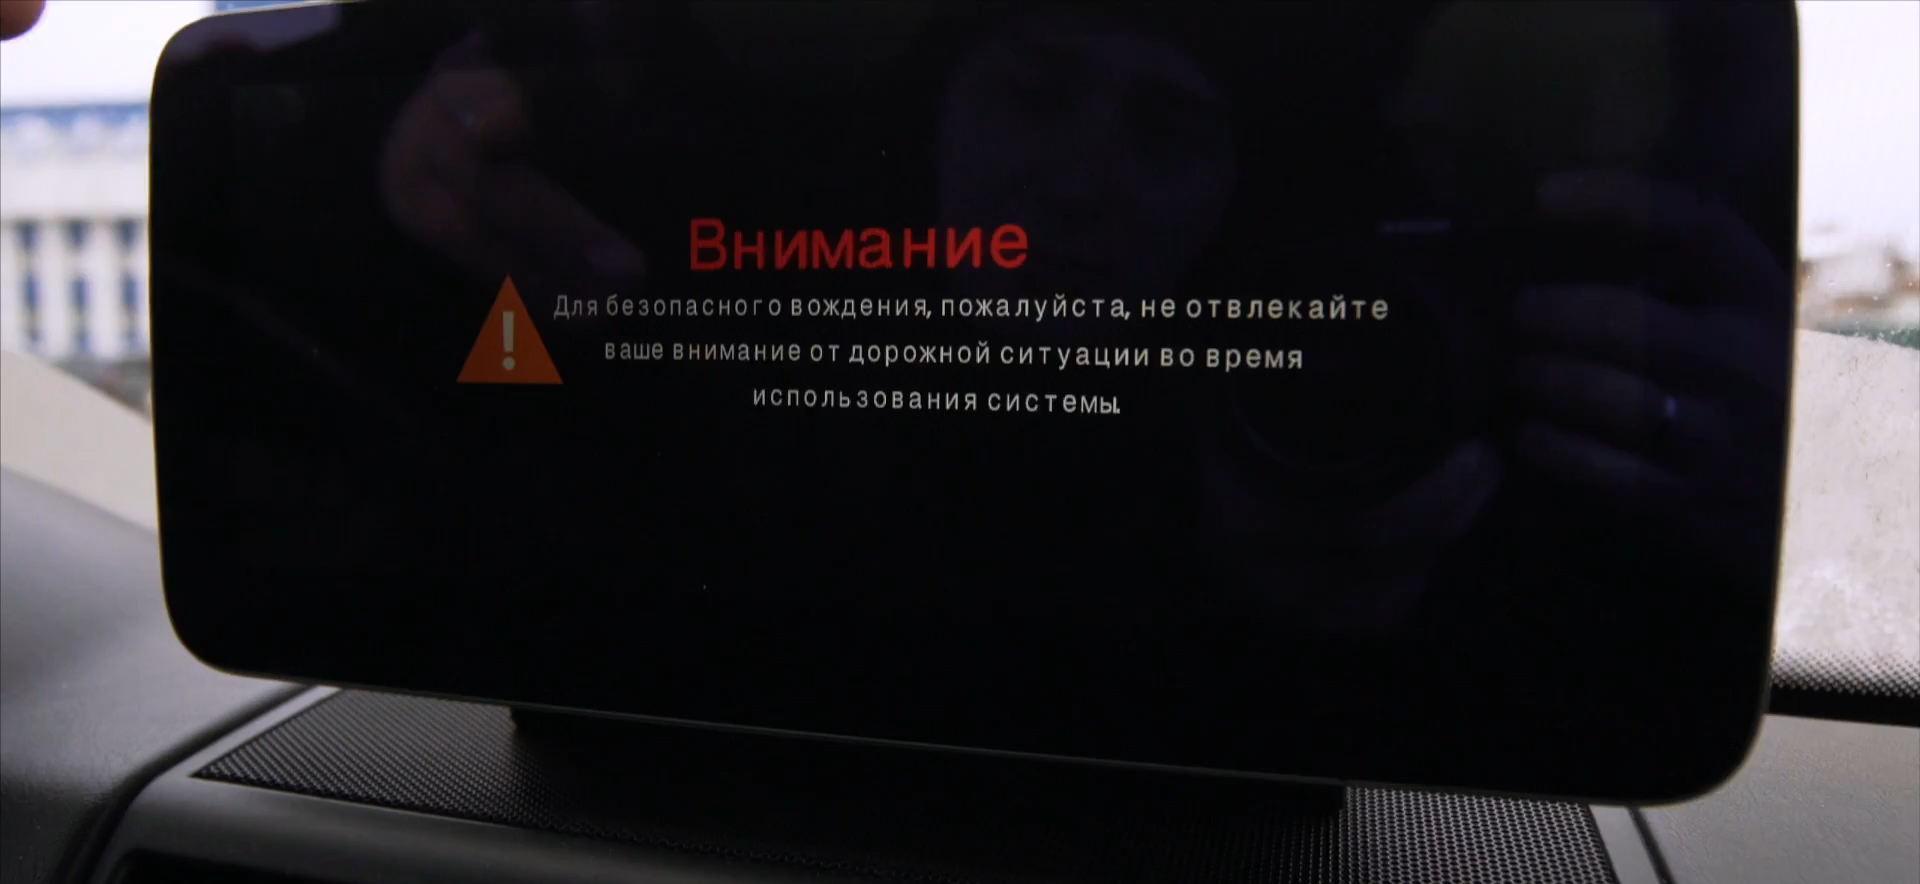 Внимание
Для безопасного вождения, пожалуйста, не отвлекайте
ваше внимание от дорожной ситуации во время
использования системы.